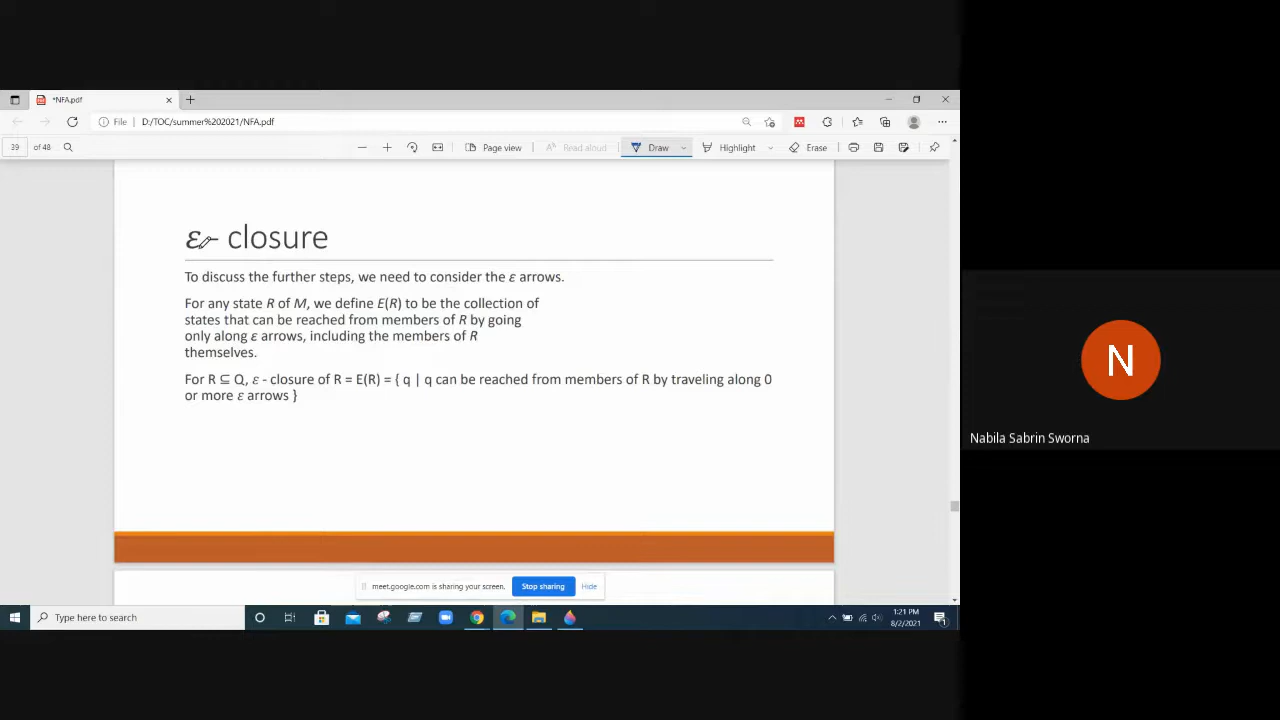 *NFA.pdf
File
D:/TOC/summer%202021/NFA.pdf
39 of 48
Page view
Read aloud
Draw
Highlight
Erase
ε - closure
To discuss the further steps, we need to consider the ε arrows.
For any state R of M, we define E(R) to be the collection of
states that can be reached from members of R by going
only along ε arrows, including the members of R
themselves.
For R ⊆ Q, ε - closure of R = E(R) = { q | q can be reached from members of R by traveling along 0
or more ε arrows }
N
Nabila Sabrin Sworna
meet.google.com is sharing your screen.
Stop sharing
Hide
Type here to search
1:21 PM
8/2/2021